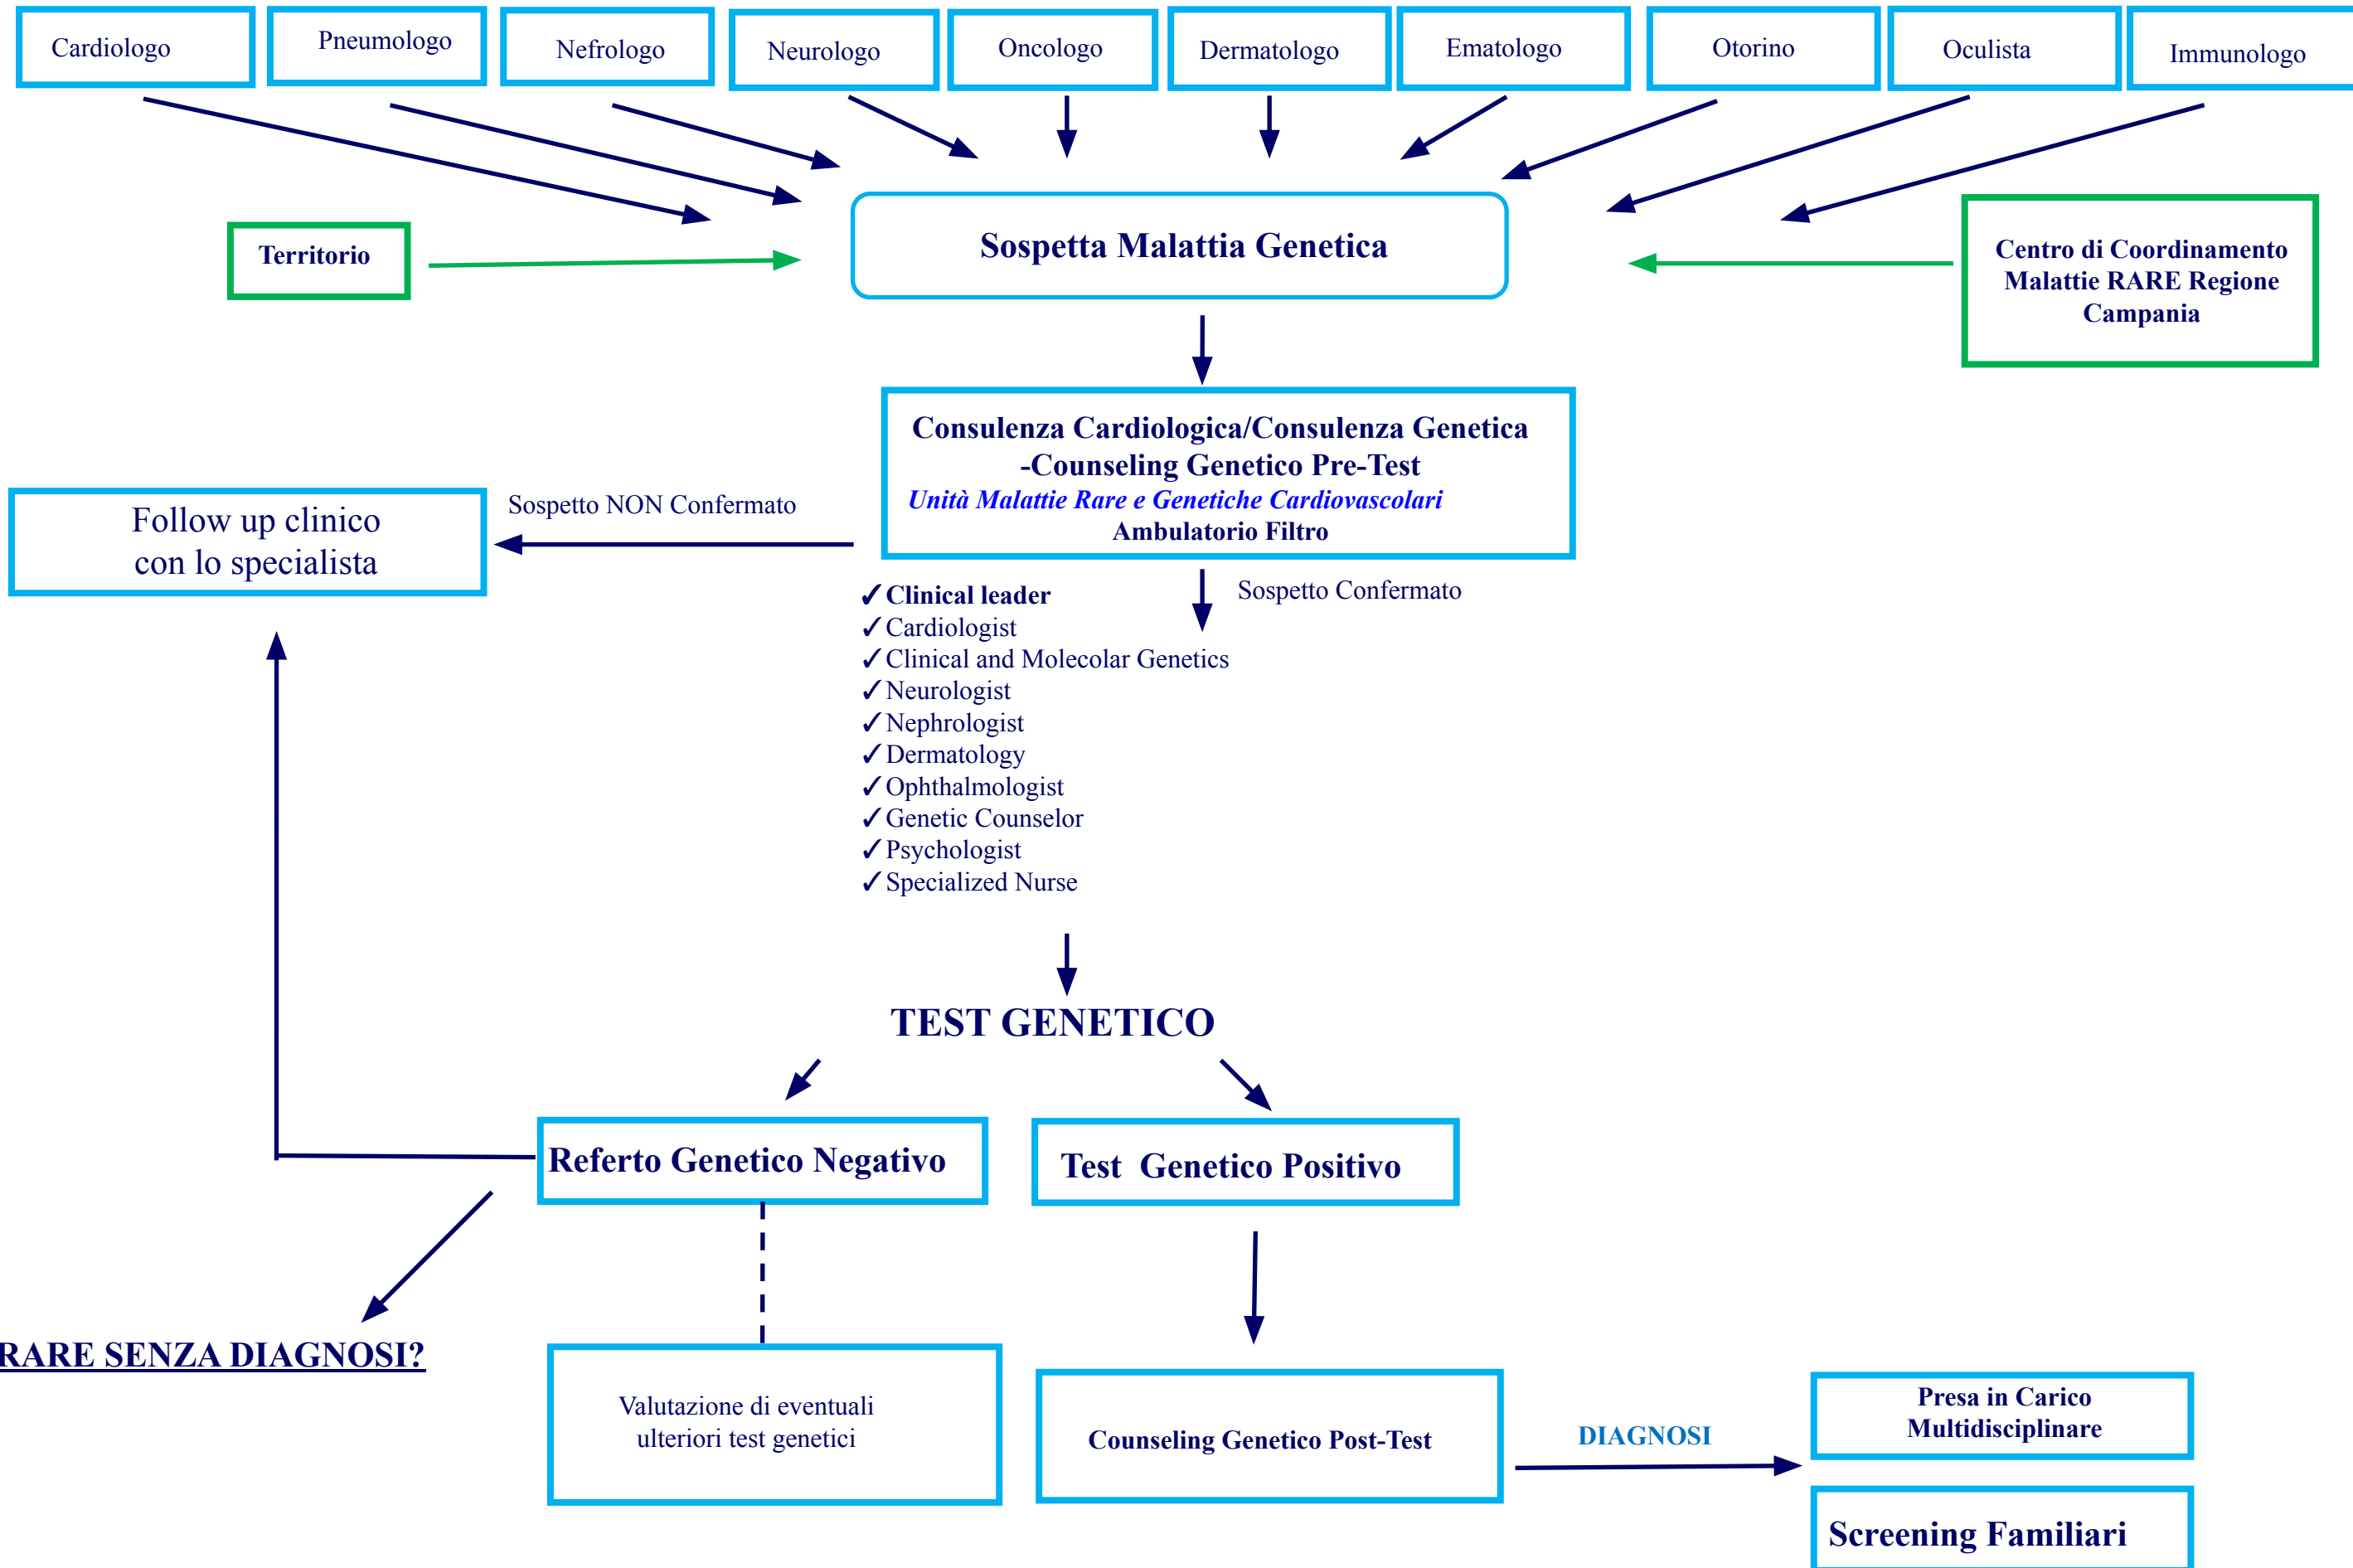 Cardiologo
Pneumologo
Nefrologo
Neurologo
Oncologo
Dermatologo
Ematologo
Otorino
Oculista
Immunologo
Territorio
Sospetta Malattia Genetica
Centro di Coordinamento
Malattie RARE Regione
Campania
Consulenza Cardiologica/Consulenza Genetica
-Counseling Genetico Pre-Test
Unità Malattie Rare e Genetiche Cardiovascolari
Ambulatorio Filtro
Sospetto NON Confermato
Follow up clinico
con lo specialista
Sospetto Confermato
✓Clinical leader
✓Cardiologist
✓Clinical and Molecolar Genetics
✓Neurologist
✓Nephrologist
✓Dermatology
✓Ophthalmologist
✓Genetic Counselor
✓Psychologist
✓Specialized Nurse
TEST GENETICO
Referto Genetico Negativo
Test Genetico Positivo
RARE SENZA DIAGNOSI?
Valutazione di eventuali
ulteriori test genetici
Counseling Genetico Post-Test
DIAGNOSI
Presa in Carico
Multidisciplinare
Screening Familiari